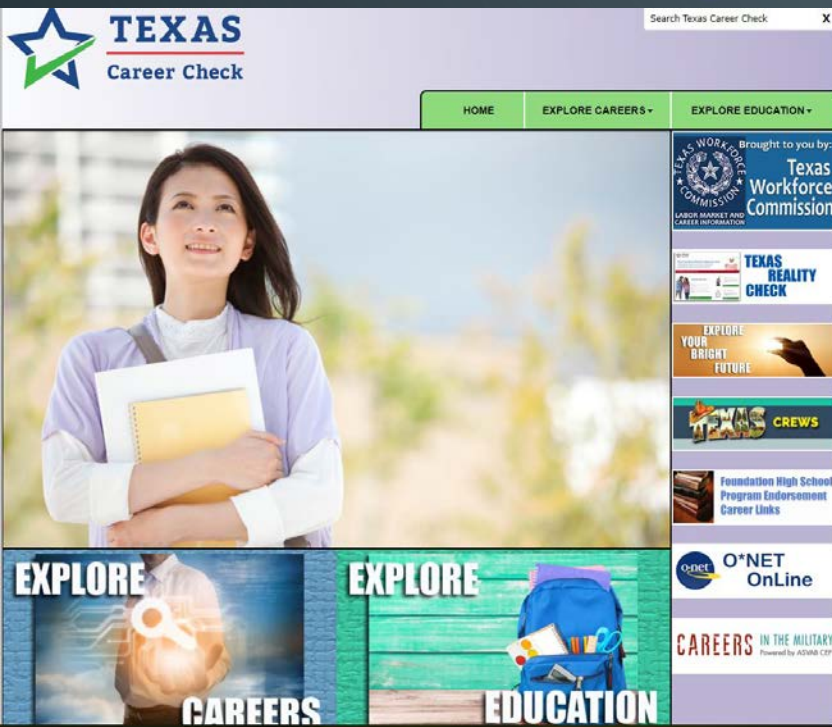 TEXAS
Career Check
Search Texas Career Check X
HOME
EXPLORE CAREERS
EXPLORE EDUCATION
TEXAS WORKFORCE COMMISSION
LABOR MARKET AND
CAREER INFORMATION
Brought to you by:
Texas
Workforce
Commission
TEXAS
REALITY
CHECK
EXPLORE
YOUR
BRIGHT
FUTURE
TEXAS CREWS
Foundation High School
Program Endorsement
Career Links
o*net O*NET
OnLine
CAREERS IN THE MILITARY
Powered by ASVAB CEP
EXPLORE
CAREERS
EXPLORE
EDUCATION